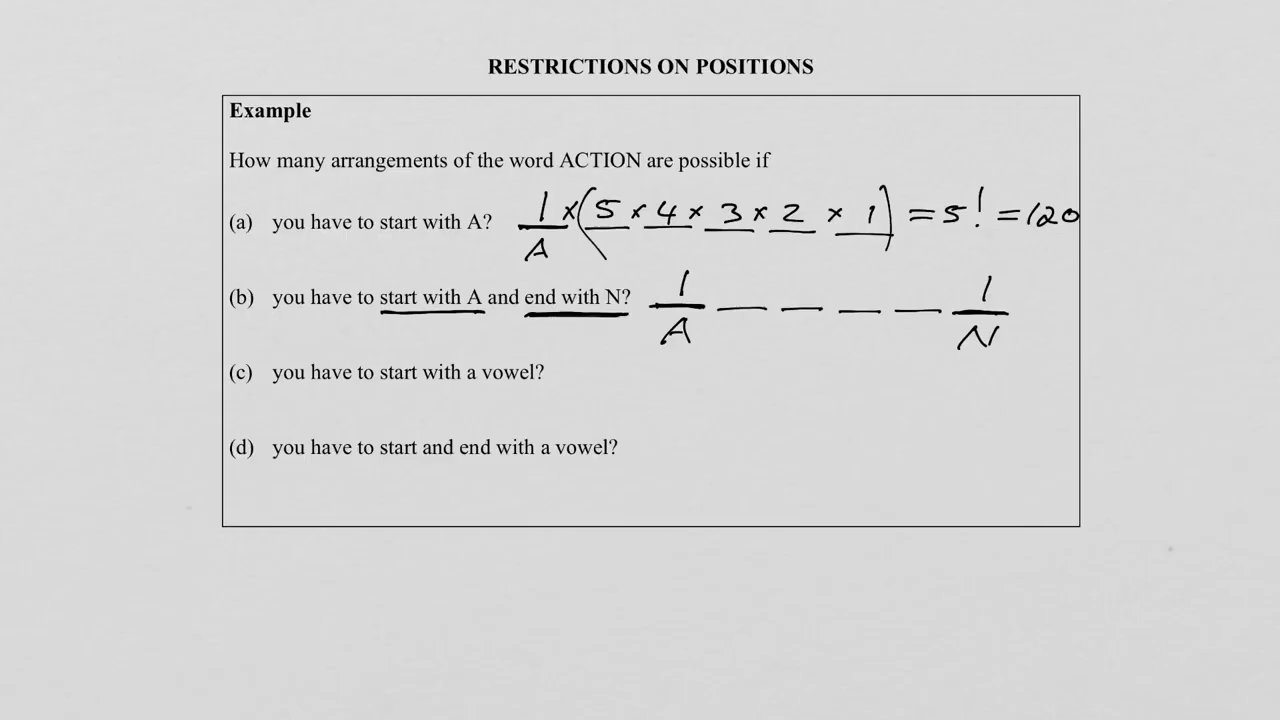 RESTRICTIONS ON POSITIONS
Example
How many arrangements of the word ACTION are possible if
(a) you have to start with A? 1 × (5 × 4 × 3 × 2 × 1) = 5! = 120
A
(b) you have to start with A and end with N? 1 1
A N
(c) you have to start with a vowel?
(d) you have to start and end with a vowel?